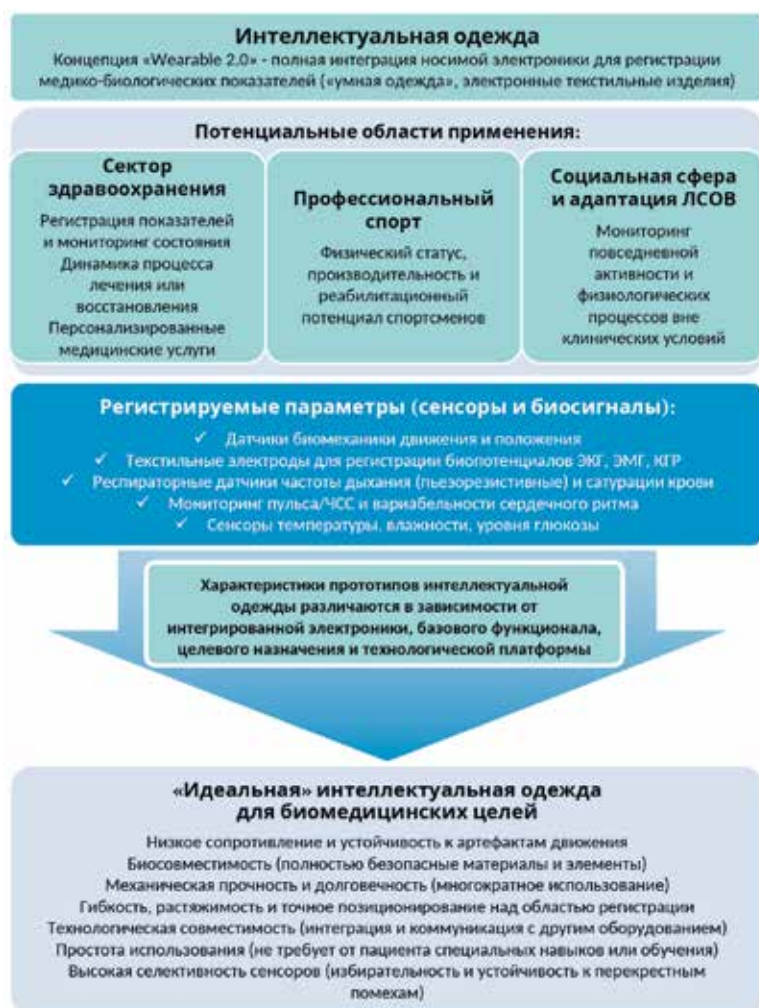 Интеллектуальная одежда
Концепция «Wearable 2.0» - полная интеграция носимой электроники для регистрации
медико-биологических показателей («умная одежда», электронные текстильные изделия)
Потенциальные области применения:
Сектор
здравоохранения
Регистрация показателей
и мониторинг состояния
Динамика процесса
лечения или
восстановления
Персонализированные
медицинские услуги
Профессиональный
спорт
Физический статус,
производительность и
реабилитационный
потенциал спортсменов
Социальная сфера
и адаптация ЛСОВ
Мониторинг
повседневной
активности и
физиологических
процессов вне
клинических условий
Регистрируемые параметры (сенсоры и биосигналы):
✓ Датчики биомеханики движения и положения
✓ Текстильные электроды для регистрации биопотенциалов ЭКГ, ЭМГ, КГР
✓ Респираторные датчики частоты дыхания (пьезорезистивные) и сатурации крови
✓ Мониторинг пульса/ЧСС и вариабельности сердечного ритма
✓ Сенсоры температуры, влажности, уровня глюкозы
Характеристики прототипов интеллектуальной
одежды различаются в зависимости от
интегрированной электроники, базового функционала,
целевого назначения и технологической платформы
«Идеальная» интеллектуальная одежда
для биомедицинских целей
Низкое сопротивление и устойчивость к артефактам движения
Биосовместимость (полностью безопасные материалы и элементы)
Механическая прочность и долговечность (многократное использование)
Гибкость, растяжимость и точное позиционирование над областью регистрации
Технологическая совместимость (интеграция и коммуникация с другим оборудованием)
Простота использования (не требует от пациента специальных навыков или обучения)
Высокая селективность сенсоров (избирательность и устойчивость к перекрестным
помехам)